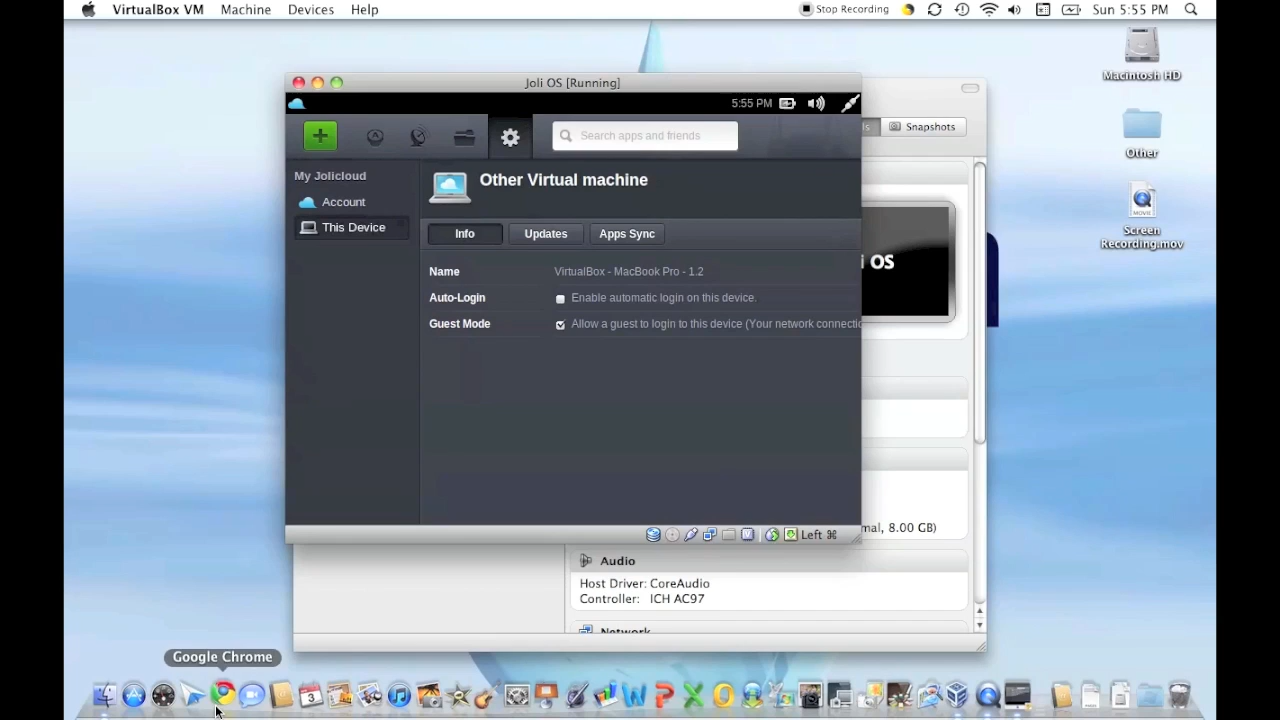 VirtualBox VM Machine Devices Help
Stop Recording Sun 5:55 PM
Macintosh HD
Other
MOVIE
Screen
Recording.mov
Joli OS [Running]
5:55 PM
Search apps and friends
My Jolicloud
Account
This Device
Other Virtual machine
Info Updates Apps Sync
Name VirtualBox - MacBook Pro - 1.2
Auto-Login Enable automatic login on this device.
Guest Mode Allow a guest to login to this device (Your network connectio
Left ⌘
ls Snapshots
i OS
mal, 8.00 GB)
Audio
Host Driver: CoreAudio
Controller: ICH AC97
Network
Google Chrome
3